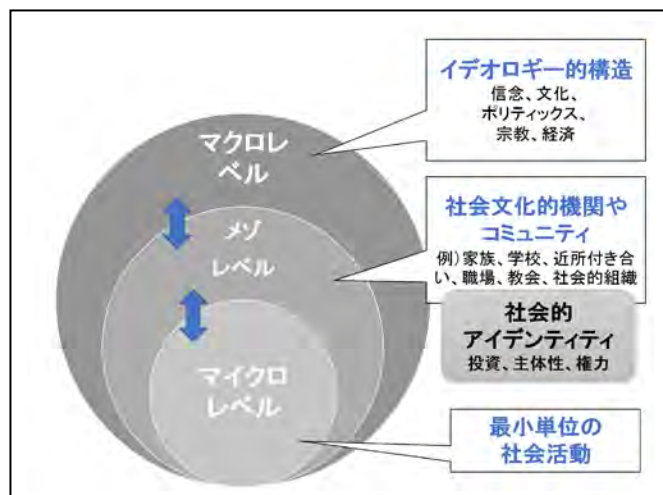 マクロレ
ベル
メゾ
レベル
マイクロ
レベル
イデオロギー的構造
信念、文化、
ポリティックス、
宗教、経済
社会文化的機関や
コミュニティ
例）家族、学校、近所付き合
い、職場、教会、社会的組織
社会的
アイデンティティ
投資、主体性、権力
最小単位の
社会活動